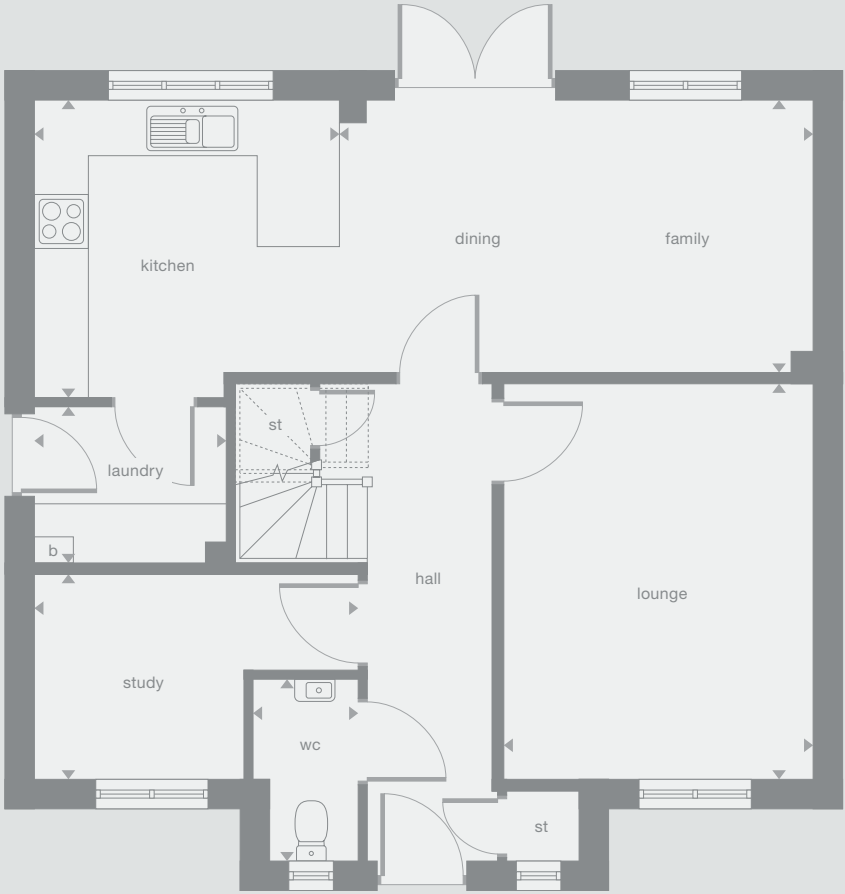 dining
family
kitchen
st
laundry
b
hall
lounge
study
wc
st